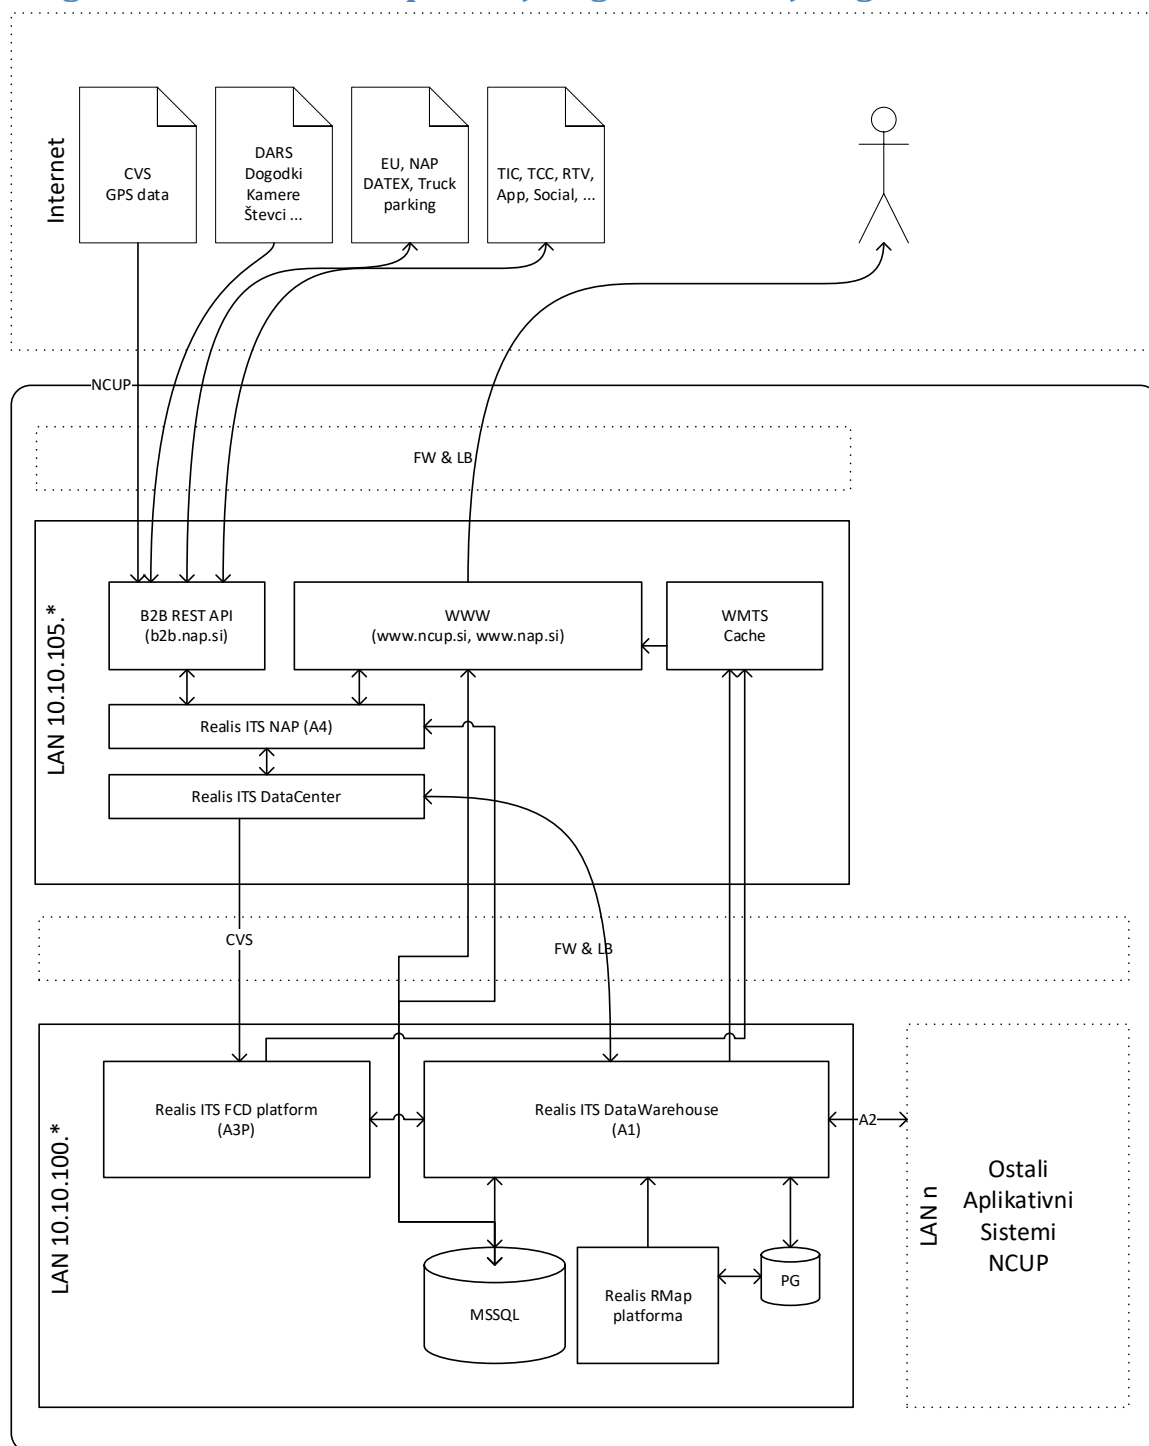 Internet
CVS
GPS data
DARS
Dogodki
Kamere
Števci ...
EU, NAP
DATEX, Truck
parking
TIC, TCC, RTV,
App, Social, ...
NCUP
FW & LB
LAN 10.10.105.*
B2B REST API
(b2b.nap.si)
WWW
(www.ncup.si, www.nap.si)
WMTS
Cache
Realis ITS NAP (A4)
Realis ITS DataCenter
CVS
FW & LB
LAN 10.10.100.*
Realis ITS FCD platform
(A3P)
Realis ITS DataWarehouse
(A1)
A2
LAN n
Ostali
Aplikativni
Sistemi
NCUP
MSSQL
Realis RMap
platforma
PG